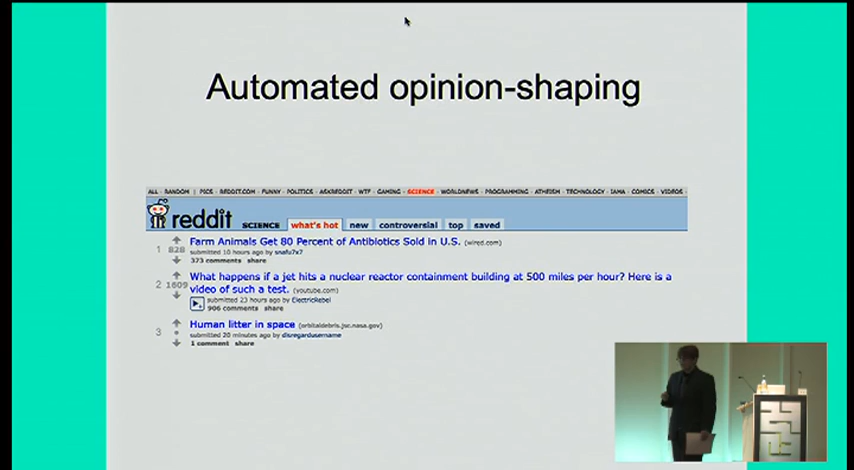 Automated opinion-shaping
ALL - RANDOM | PICS - REDDIT.COM - FUNNY - POLITICS - ASKREDDIT - WTF - GAMING - SCIENCE - WORLDNEWS - PROGRAMMING - ATHEISM - TECHNOLOGY - IAMA - COMICS - VIDEOS -
reddit SCIENCE what's hot new controversial top saved
1 828 Farm Animals Get 80 Percent of Antibiotics Sold in U.S. (wired.com)
submitted 10 hours ago by snafu7x7
373 comments share
2 1609 What happens if a jet hits a nuclear reactor containment building at 500 miles per hour? Here is a
video of such a test. (youtube.com)
submitted 23 hours ago by ElectricRebel
906 comments share
3 • Human litter in space (orbitaldebris.jsc.nasa.gov)
submitted 20 minutes ago by disregardusername
1 comment share